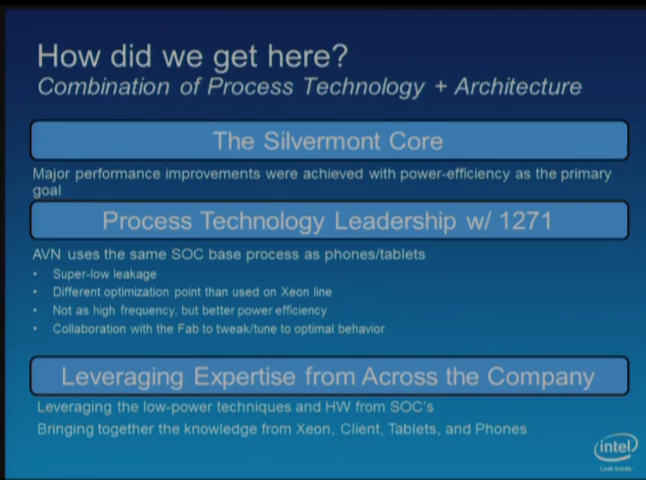 How did we get here?
Combination of Process Technology + Architecture
The Silvermont Core
Major performance improvements were achieved with power-efficiency as the primary
goal
Process Technology Leadership w/ 1271
AVN uses the same SOC base process as phones/tablets
• Super-low leakage
• Different optimization point than used on Xeon line
• Not as high frequency, but better power efficiency
• Collaboration with the Fab to tweak/tune to optimal behavior
Leveraging Expertise from Across the Company
Leveraging the low-power techniques and HW from SOC's
Bringing together the knowledge from Xeon, Client, Tablets, and Phones
intel
Look Inside.